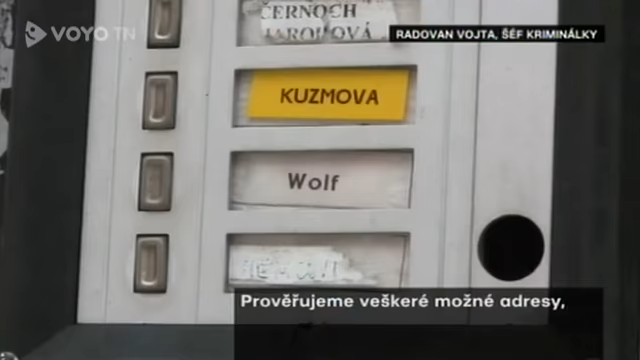 VOYO TN
ČERNOCH
RADOVAN VOJTA, ŠÉF KRIMINÁLKY
KUZMOVA
Wolf
Prověřujeme veškeré možné adresy,